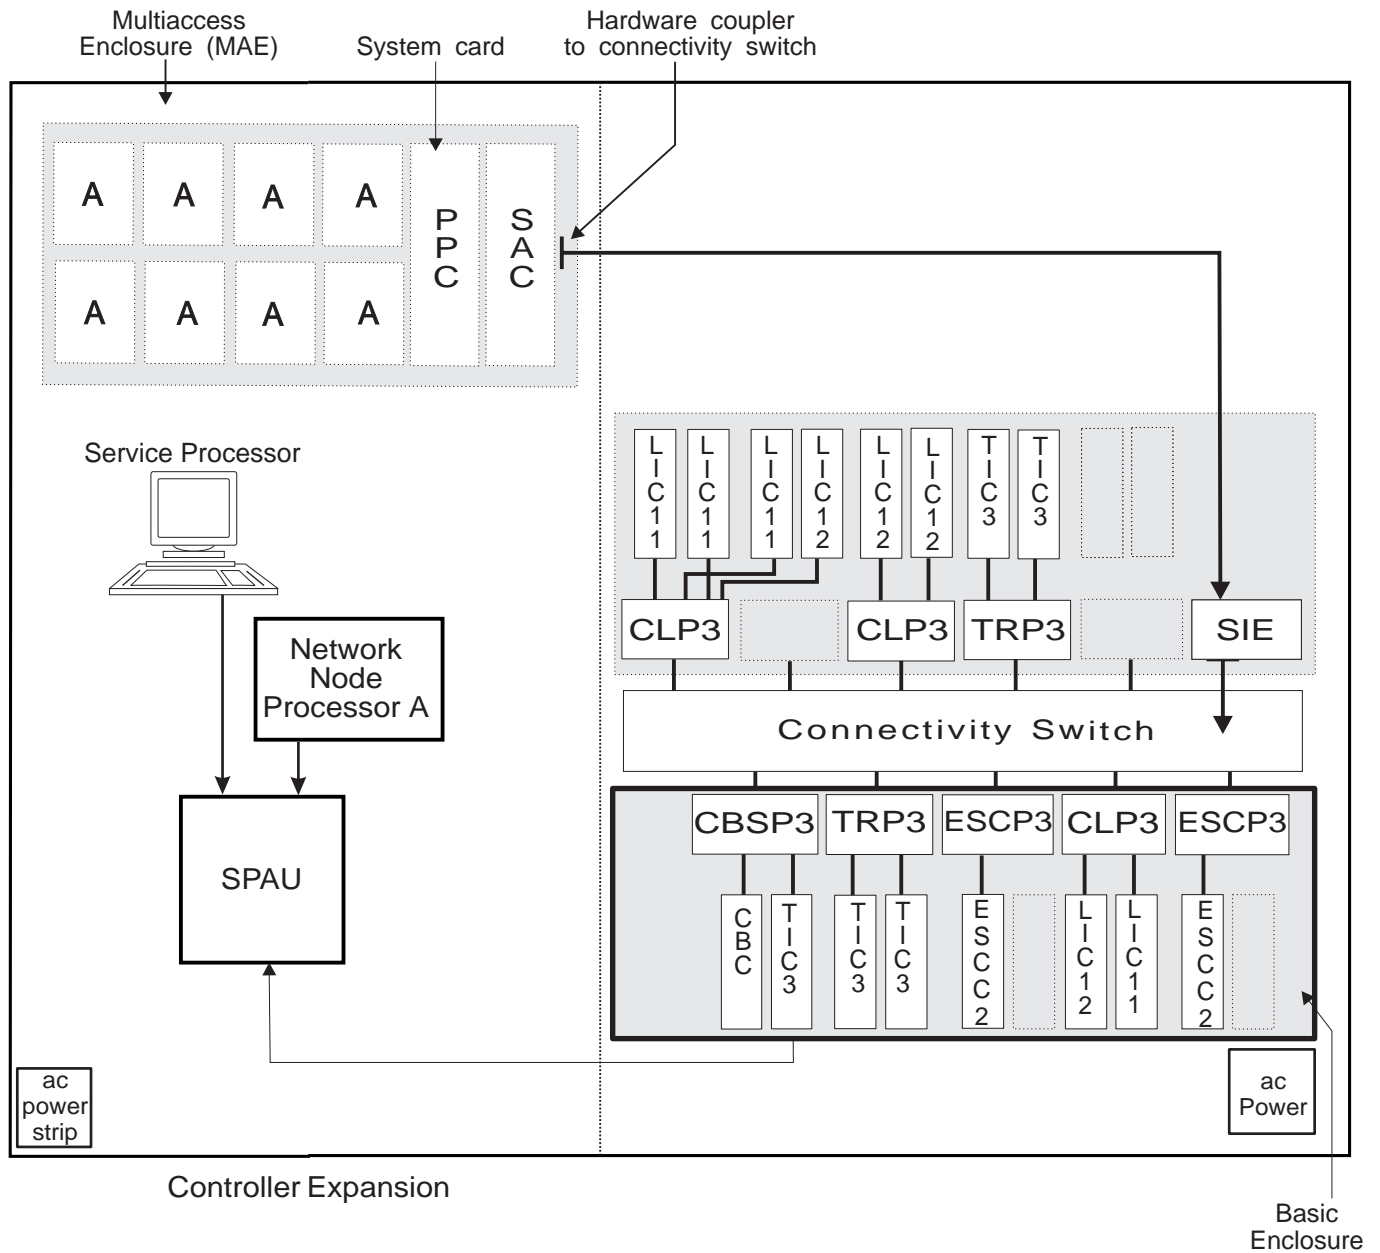 Multiaccess
Enclosure (MAE)
System card
Hardware coupler
to connectivity switch
A A A A
PPC
SAC
A A A A
Service Processor
LIC11
LIC11
LIC11
LIC12
LIC12
LIC12
TIC3
TIC3
CLP3
CLP3
TRP3
SIE
Network
Node
Processor A
Connectivity Switch
SPAU
CBSP3
TRP3
ESCP3
CLP3
ESCP3
CBC
TIC3
TIC3
TIC3
ESCC2
LIC12
LIC11
ESCC2
ac
power
strip
ac
Power
Controller Expansion
Basic
Enclosure